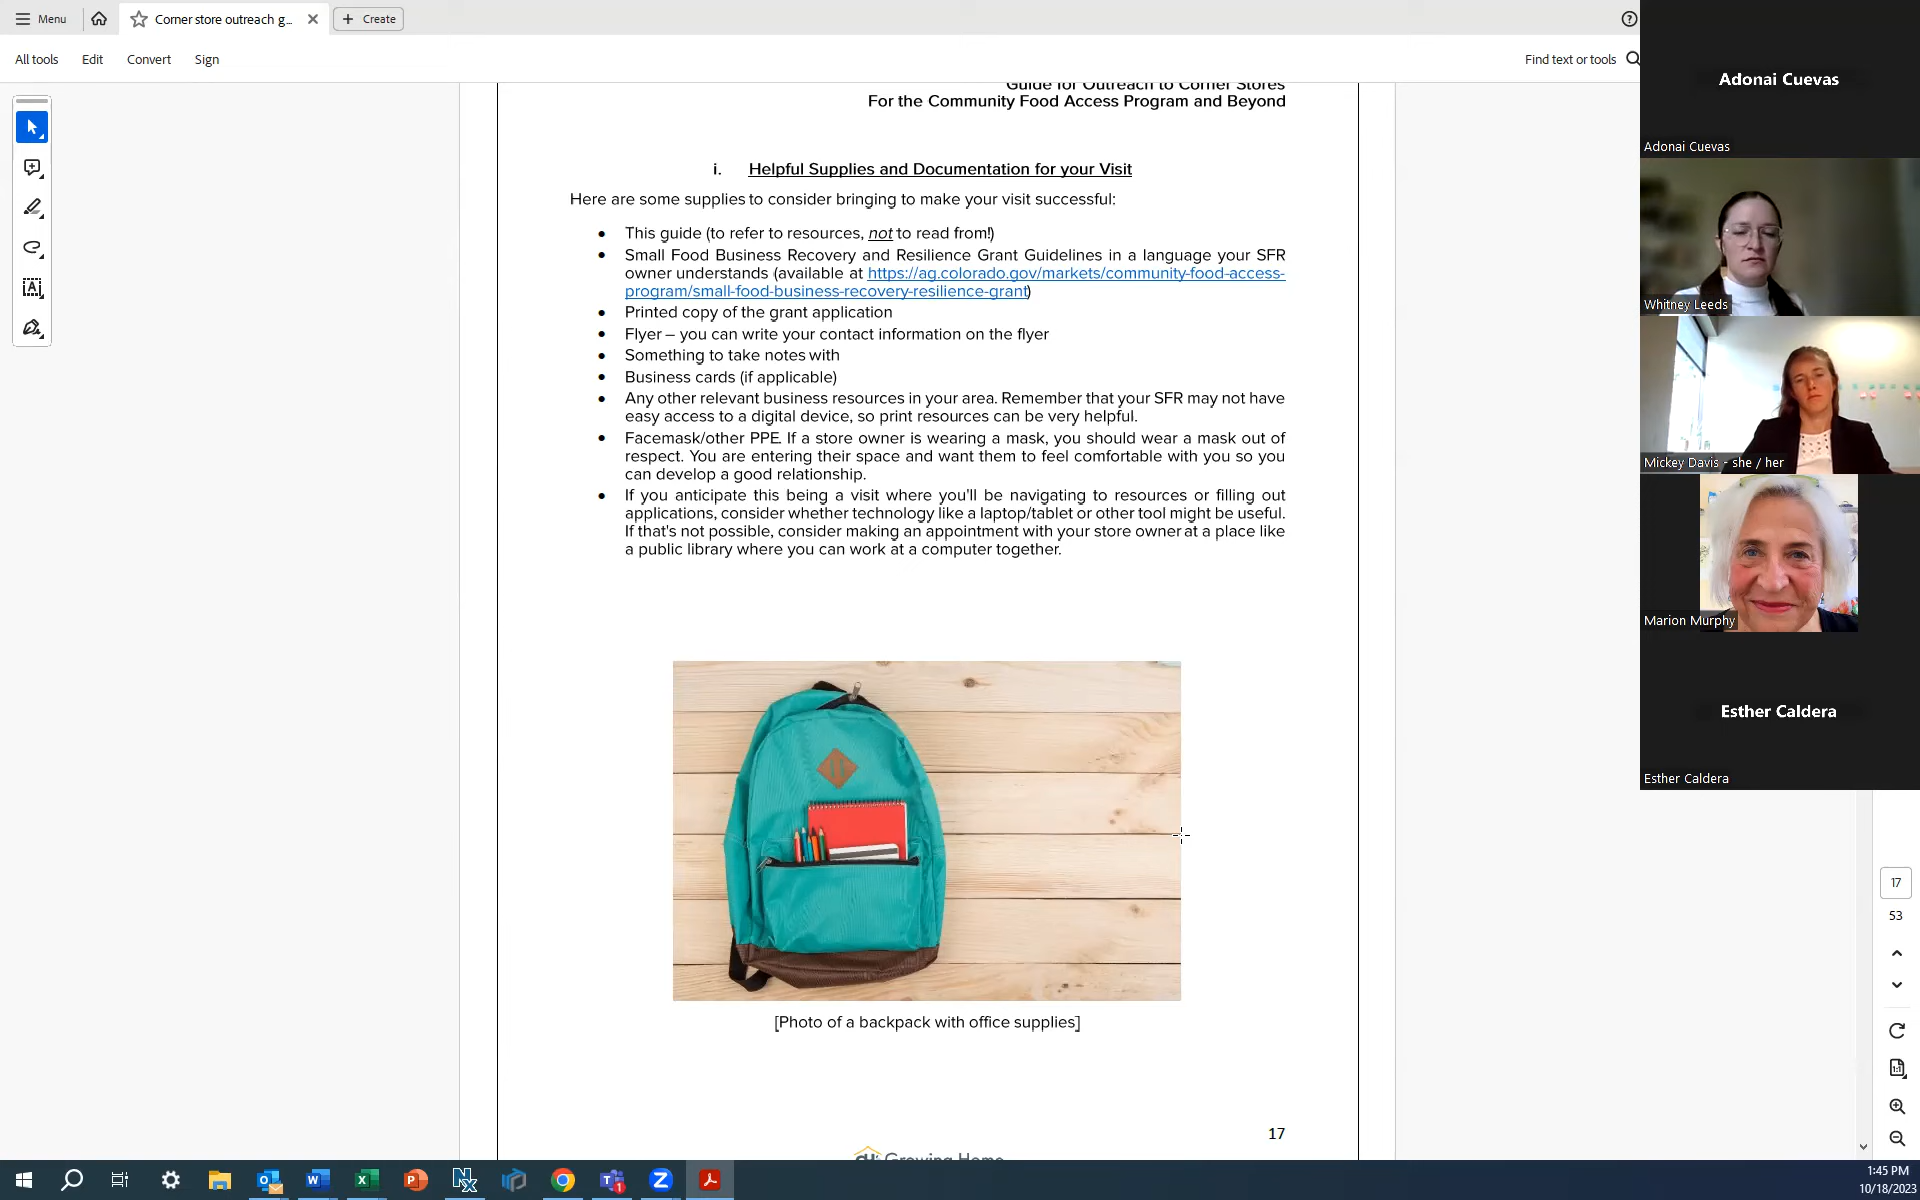 Menu
Corner store outreach g...
Create
All tools
Edit
Convert
Sign
Find text or tools
Guide for Outreach to Corner Stores
For the Community Food Access Program and Beyond
i. Helpful Supplies and Documentation for your Visit
Here are some supplies to consider bringing to make your visit successful:
• This guide (to refer to resources, not to read from!)
• Small Food Business Recovery and Resilience Grant Guidelines in a language your SFR
owner understands (available at https://ag.colorado.gov/markets/community-food-access-
program/small-food-business-recovery-resilience-grant)
• Printed copy of the grant application
• Flyer – you can write your contact information on the flyer
• Something to take notes with
• Business cards (if applicable)
• Any other relevant business resources in your area. Remember that your SFR may not have
easy access to a digital device, so print resources can be very helpful.
• Facemask/other PPE. If a store owner is wearing a mask, you should wear a mask out of
respect. You are entering their space and want them to feel comfortable with you so you
can develop a good relationship.
• If you anticipate this being a visit where you'll be navigating to resources or filling out
applications, consider whether technology like a laptop/tablet or other tool might be useful.
If that's not possible, consider making an appointment with your store owner at a place like
a public library where you can work at a computer together.
[Photo of a backpack with office supplies]
17
Growing Home
Adonai Cuevas
Adonai Cuevas
Whitney Leeds
Mickey Davis - she / her
Marion Murphy
Esther Caldera
Esther Caldera
17
53
1:45 PM
10/18/2023